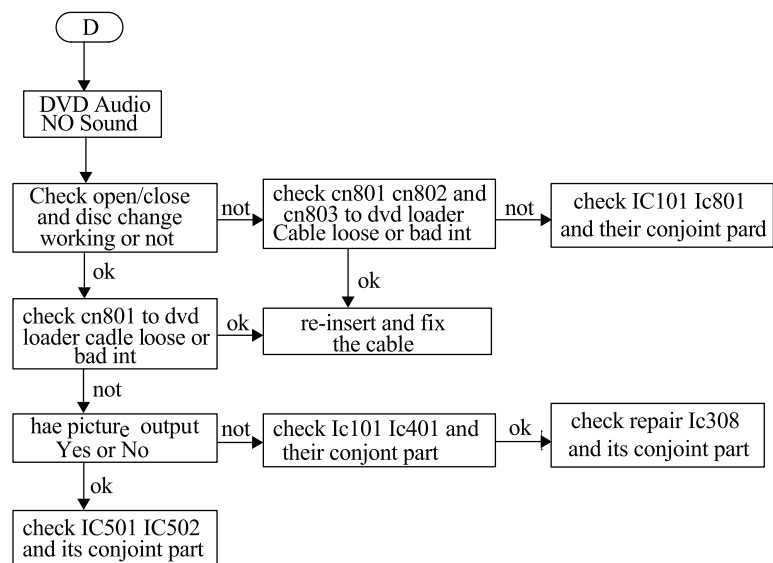 D
DVD Audio
NO Sound
Check open/close
and disc change
working or not
not
check cn801 cn802 and
cn803 to dvd loader
Cable loose or bad int
not
check IC101 Ic801
and their conjoint pard
ok
ok
check cn801 to dvd
loader cadle loose or
bad int
ok
re-insert and fix
the cable
not
hae picture output
Yes or No
not
check Ic101 Ic401 and
their conjont part
ok
check repair Ic308
and its conjoint part
ok
check IC501 IC502
and its conjoint part